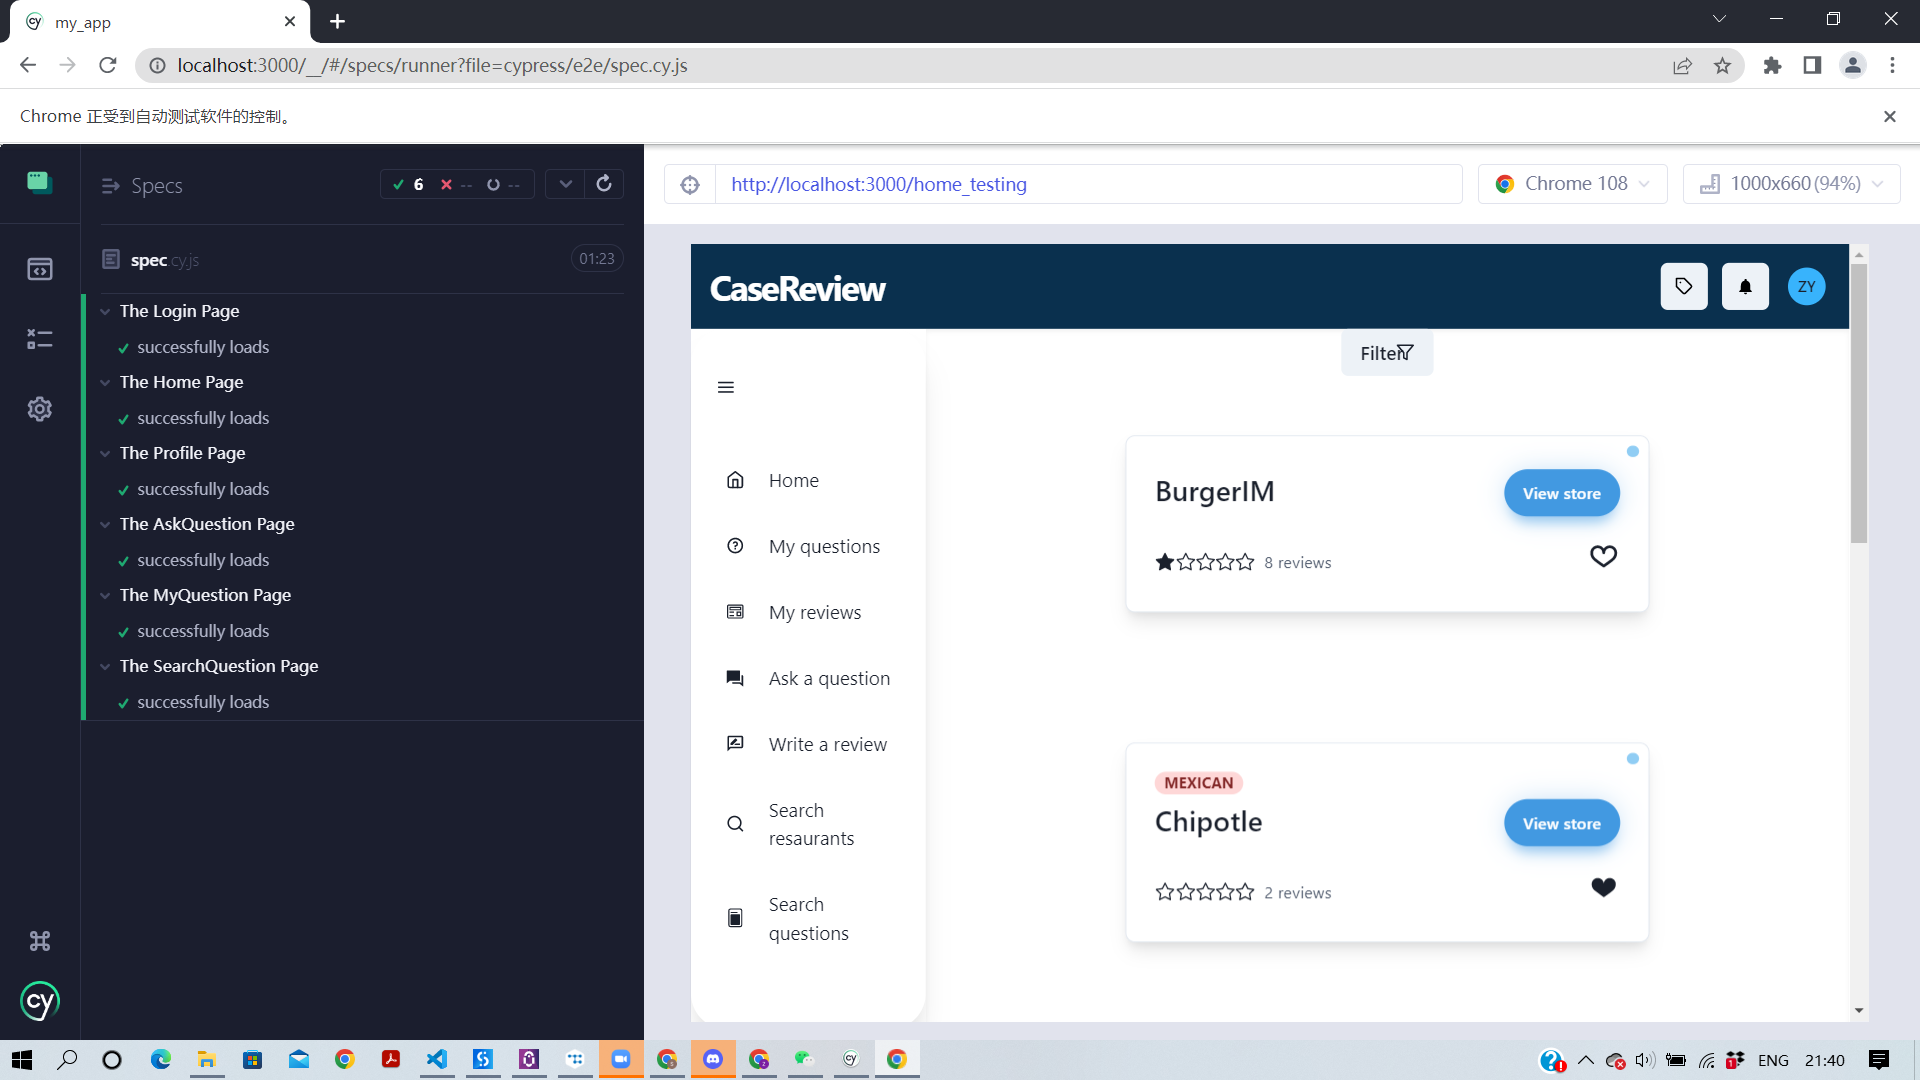 my_app
localhost:3000/__/#/specs/runner?file=cypress/e2e/spec.cy.js
Chrome 正受到自动测试软件的控制。
Specs
6 -- --
http://localhost:3000/home_testing
Chrome 108
1000x660 (94%)
spec.cy.js
01:23
The Login Page
successfully loads
The Home Page
successfully loads
The Profile Page
successfully loads
The AskQuestion Page
successfully loads
The MyQuestion Page
successfully loads
The SearchQuestion Page
successfully loads
cy
CaseReview
ZY
Filter
Home
My questions
My reviews
Ask a question
Write a review
Search
resaurants
Search
questions
BurgerIM
View store
8 reviews
MEXICAN
Chipotle
View store
2 reviews
ENG
21:40